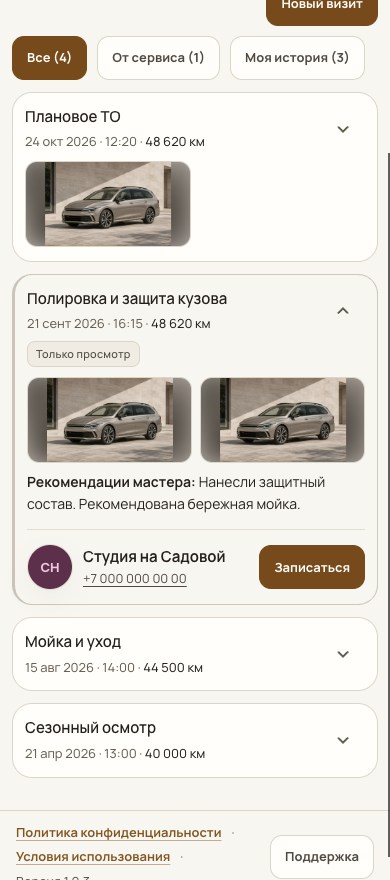 Новый визит
Все (4)
От сервиса (1)
Моя история (3)
Плановое ТО
24 окт 2026 · 12:20 · 48 620 км
Полировка и защита кузова
21 сент 2026 · 16:15 · 48 620 км
Только просмотр
Рекомендации мастера: Нанесли защитный
состав. Рекомендована бережная мойка.
СН
Студия на Садовой
+7 000 000 00 00
Записаться
Мойка и уход
15 авг 2026 · 14:00 · 44 500 км
Сезонный осмотр
21 апр 2026 · 13:00 · 40 000 км
Политика конфиденциальности ·
Условия использования ·
Поддержка
Версия 1.0.3